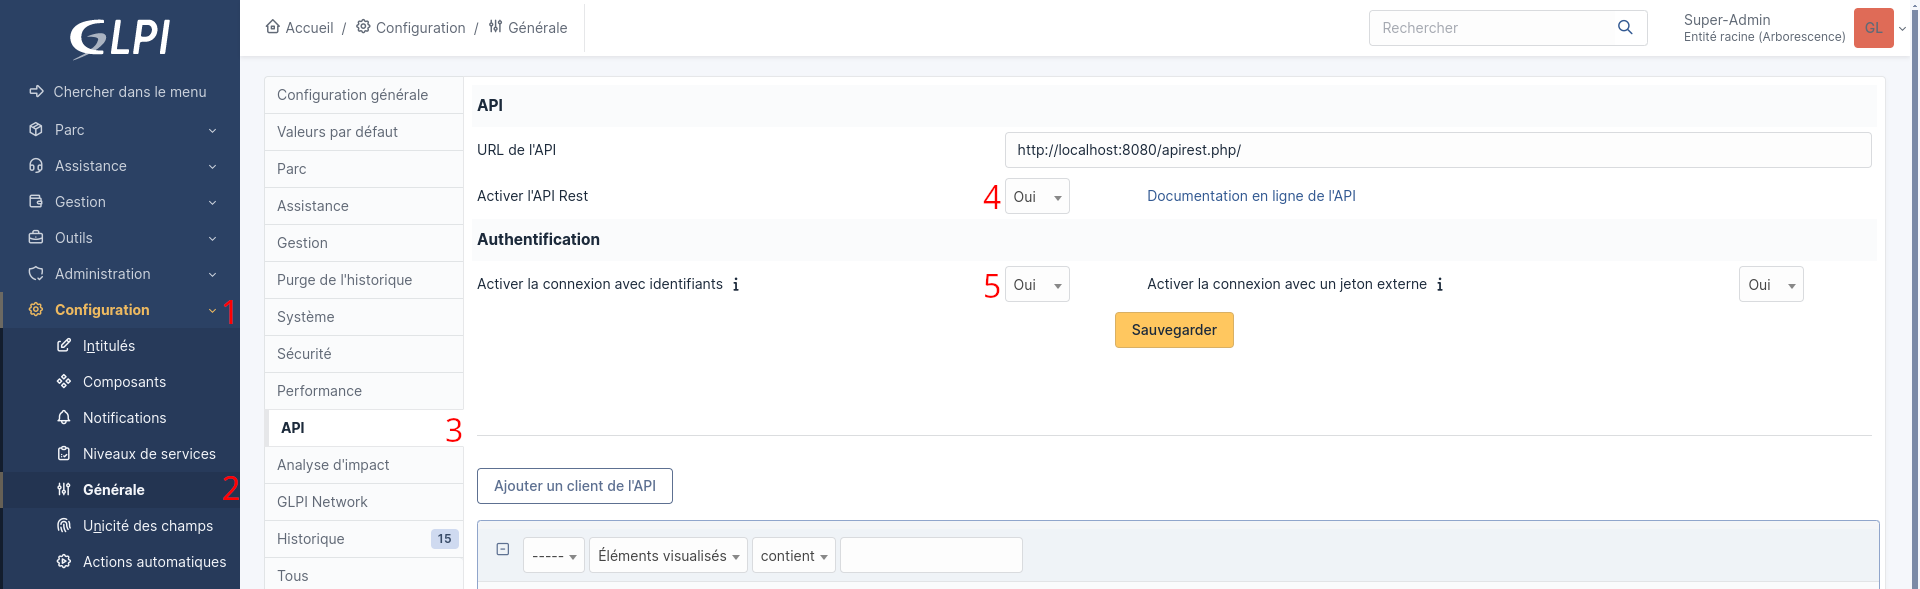 GLPI
Chercher dans le menu
Parc
Assistance
Gestion
Outils
Administration
Configuration 1
Intitulés
Composants
Notifications
Niveaux de services
Générale 2
Unicité des champs
Actions automatiques
Accueil / Configuration / Générale
Rechercher
Super-Admin
Entité racine (Arborescence)
GL
Configuration générale
Valeurs par défaut
Parc
Assistance
Gestion
Purge de l'historique
Système
Sécurité
Performance
API 3
Analyse d'impact
GLPI Network
Historique 15
Tous
API
URL de l'API http://localhost:8080/apirest.php/
Activer l'API Rest 4 Oui Documentation en ligne de l'API
Authentification
Activer la connexion avec identifiants 5 Oui Activer la connexion avec un jeton externe Oui
Sauvegarder
Ajouter un client de l'API
----- Éléments visualisés contient